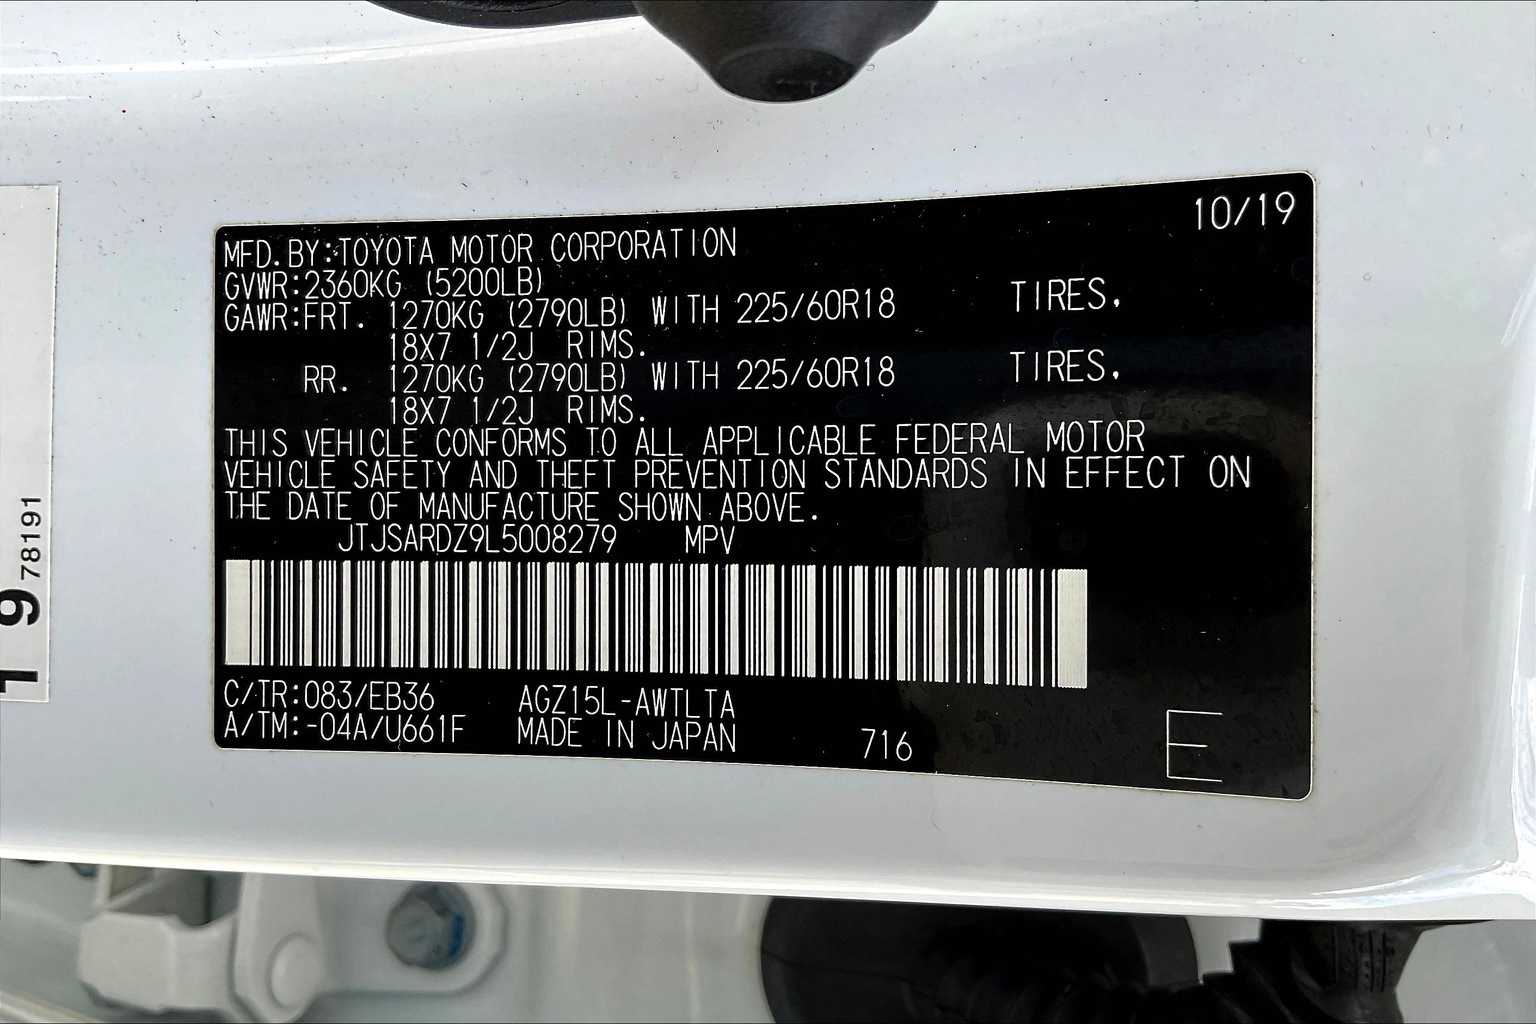 10/19
MFD.BY:TOYOTA MOTOR CORPORATION
GVWR:2360KG (5200LB)
GAWR:FRT. 1270KG (2790LB) WITH 225/60R18 TIRES.
18X7 1/2J RIMS.
RR. 1270KG (2790LB) WITH 225/60R18 TIRES.
18X7 1/2J RIMS.
THIS VEHICLE CONFORMS TO ALL APPLICABLE FEDERAL MOTOR
VEHICLE SAFETY AND THEFT PREVENTION STANDARDS IN EFFECT ON
THE DATE OF MANUFACTURE SHOWN ABOVE.
JTJSARDZ9L5008279 MPV
C/TR:083/EB36 AGZ15L-AWTLTA
A/TM:-04A/U661F MADE IN JAPAN 716 E
1 9
78191